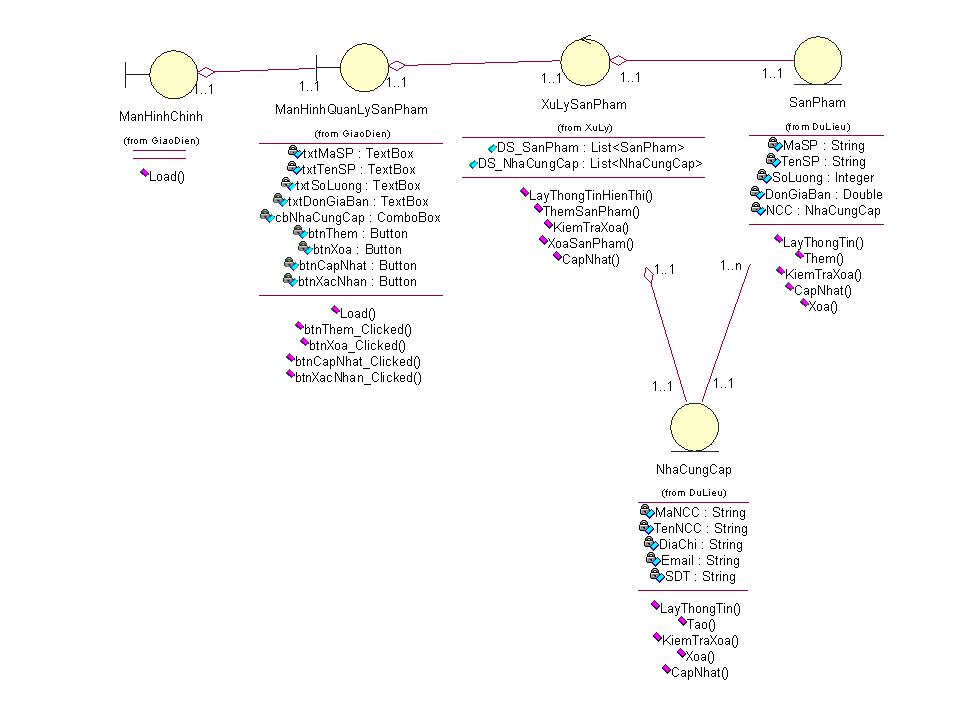 1..1
1..1
ManHinhChinh
(from GiaoDien)
Load()
1..1
1..1
ManHinhQuanLySanPham
(from GiaoDien)
txtMaSP : TextBox
txtTenSP : TextBox
txtSoLuong : TextBox
txtDonGiaBan : TextBox
cbNhaCungCap : ComboBox
btnThem : Button
btnXoa : Button
btnCapNhat : Button
btnXacNhan : Button
Load()
btnThem_Clicked()
btnXoa_Clicked()
btnCapNhat_Clicked()
btnXacNhan_Clicked()
1..1
1..1
XuLySanPham
(from XuLy)
DS_SanPham : List<SanPham>
DS_NhaCungCap : List<NhaCungCap>
LayThongTinHienThi()
ThemSanPham()
KiemTraXoa()
XoaSanPham()
CapNhat()
SanPham
(from DuLieu)
MaSP : String
TenSP : String
SoLuong : Integer
DonGiaBan : Double
NCC : NhaCungCap
LayThongTin()
Them()
KiemTraXoa()
CapNhat()
Xoa()
1..1
1..n
1..1
1..1
NhaCungCap
(from DuLieu)
MaNCC : String
TenNCC : String
DiaChi : String
Email : String
SDT : String
LayThongTin()
Tao()
KiemTraXoa()
Xoa()
CapNhat()